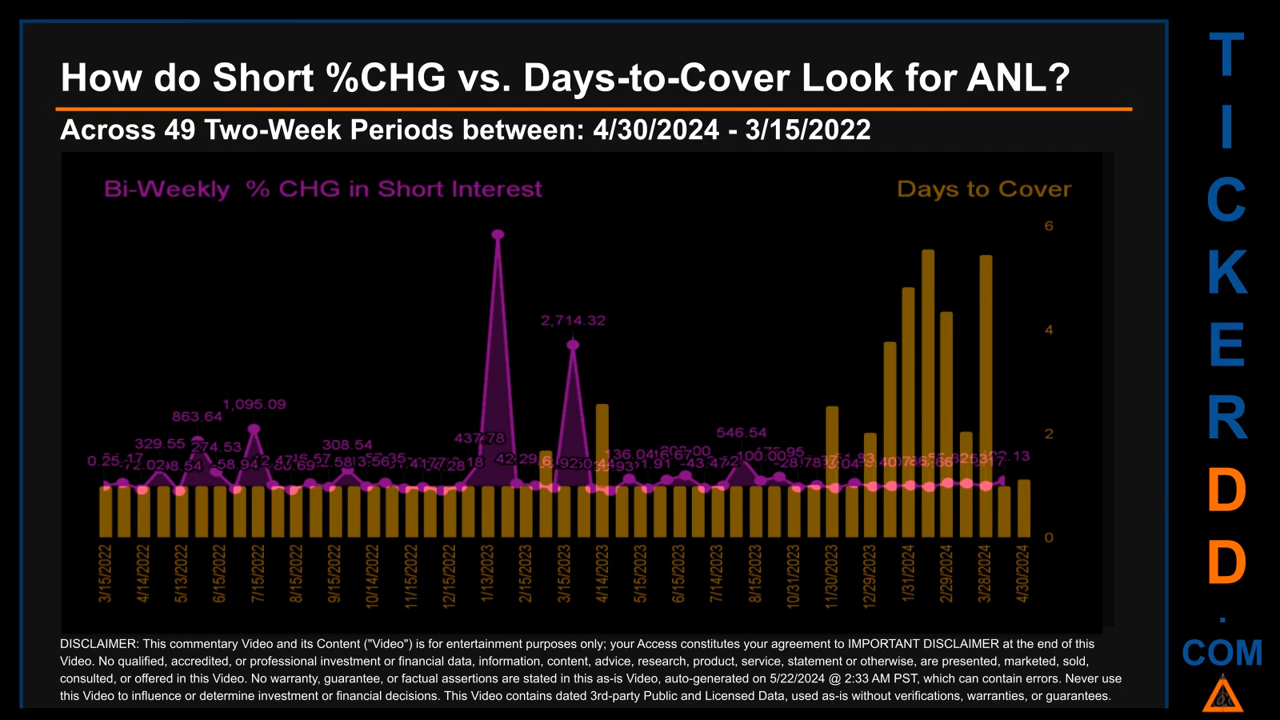 How do Short %CHG vs. Days-to-Cover Look for ANL?
Across 49 Two-Week Periods between: 4/30/2024 - 3/15/2022
Bi-Weekly % CHG in Short Interest
Days to Cover
6
2,714.32
4
1,095.09
863.64
546.54
2
329.55
274.53
308.54
437.78
0
3/15/2022
4/14/2022
5/13/2022
6/15/2022
7/15/2022
8/15/2022
9/15/2022
10/14/2022
11/15/2022
12/15/2022
1/13/2023
2/15/2023
3/15/2023
4/14/2023
5/15/2023
6/15/2023
7/14/2023
8/15/2023
10/31/2023
11/30/2023
12/29/2023
1/31/2024
2/29/2024
3/28/2024
4/30/2024
DISCLAIMER: This commentary Video and its Content ("Video") is for entertainment purposes only; your Access constitutes your agreement to IMPORTANT DISCLAIMER at the end of this
Video. No qualified, accredited, or professional investment or financial data, information, content, advice, research, product, service, statement or otherwise, are presented, marketed, sold,
consulted, or offered in this Video. No warranty, guarantee, or factual assertions are stated in this as-is Video, auto-generated on 5/22/2024 @ 2:33 AM PST, which can contain errors. Never use
this Video to influence or determine investment or financial decisions. This Video contains dated 3rd-party Public and Licensed Data, used as-is without verifications, warranties, or guarantees.
T
I
C
K
E
R
D
D
.
COM